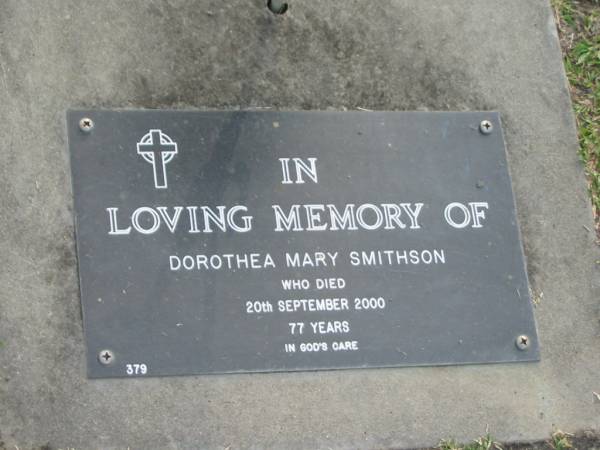 IN
LOVING MEMORY OF
DOROTHEA MARY SMITHSON
WHO DIED
20th SEPTEMBER 2000
77 YEARS
IN GOD'S CARE
379